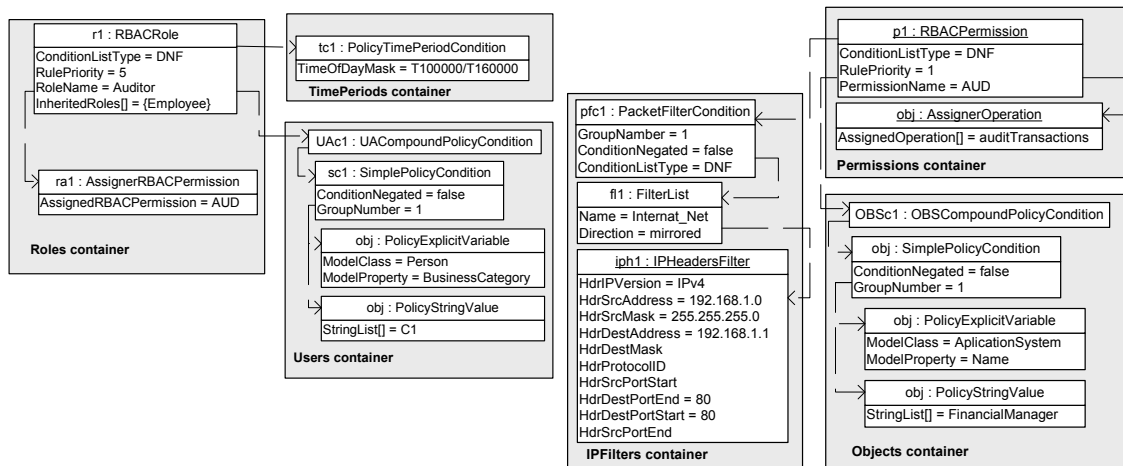 r1 : RBACRole
ConditionListType = DNF
RulePriority = 5
RoleName = Auditor
InheritedRoles[] = {Employee}
ra1 : AssignerRBACPermission
AssignedRBACPermission = AUD
Roles container
tc1 : PolicyTimePeriodCondition
TimeOfDayMask = T100000/T160000
TimePeriods container
UAc1 : UACompoundPolicyCondition
sc1 : SimplePolicyCondition
ConditionNegated = false
GroupNumber = 1
obj : PolicyExplicitVariable
ModelClass = Person
ModelProperty = BusinessCategory
obj : PolicyStringValue
StringList[] = C1
Users container
pfc1 : PacketFilterCondition
GroupNamber = 1
ConditionNegated = false
ConditionListType = DNF
fl1 : FilterList
Name = Internat_Net
Direction = mirrored
iph1 : IPHeadersFilter
HdrIPVersion = IPv4
HdrSrcAddress = 192.168.1.0
HdrSrcMask = 255.255.255.0
HdrDestAddress = 192.168.1.1
HdrDestMask
HdrProtocolID
HdrSrcPortStart
HdrDestPortEnd = 80
HdrDestPortStart = 80
HdrSrcPortEnd
IPFilters container
p1 : RBACPermission
ConditionListType = DNF
RulePriority = 1
PermissionName = AUD
obj : AssignerOperation
AssignedOperation[] = auditTransactions
Permissions container
OBSc1 : OBSCompoundPolicyCondition
obj : SimplePolicyCondition
ConditionNegated = false
GroupNumber = 1
obj : PolicyExplicitVariable
ModelClass = AplicationSystem
ModelProperty = Name
obj : PolicyStringValue
StringList[] = FinancialManager
Objects container